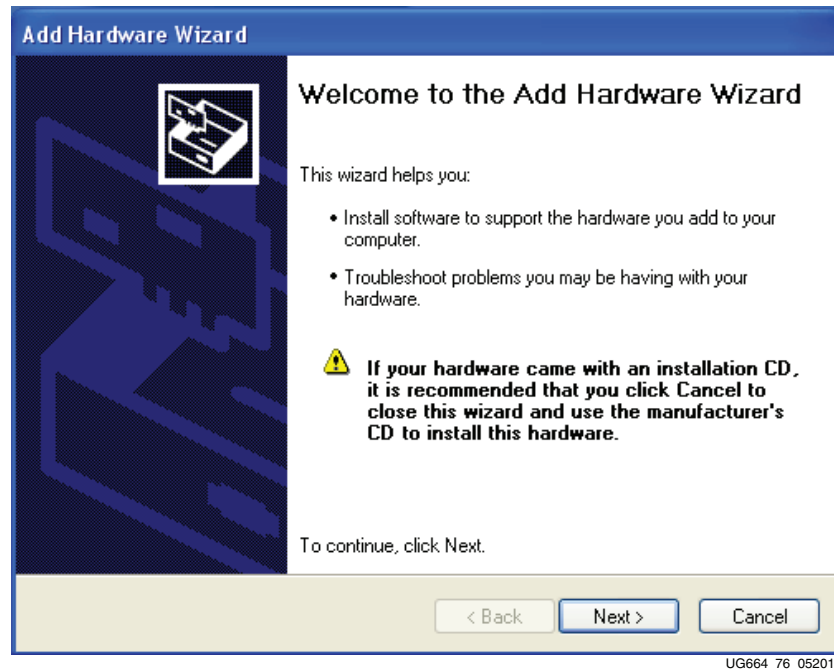 Add Hardware Wizard
Welcome to the Add Hardware Wizard
This wizard helps you:
• Install software to support the hardware you add to your
computer.
• Troubleshoot problems you may be having with your
hardware.
If your hardware came with an installation CD,
it is recommended that you click Cancel to
close this wizard and use the manufacturer's
CD to install this hardware.
To continue, click Next.
< Back Next > Cancel
UG664_76_05201